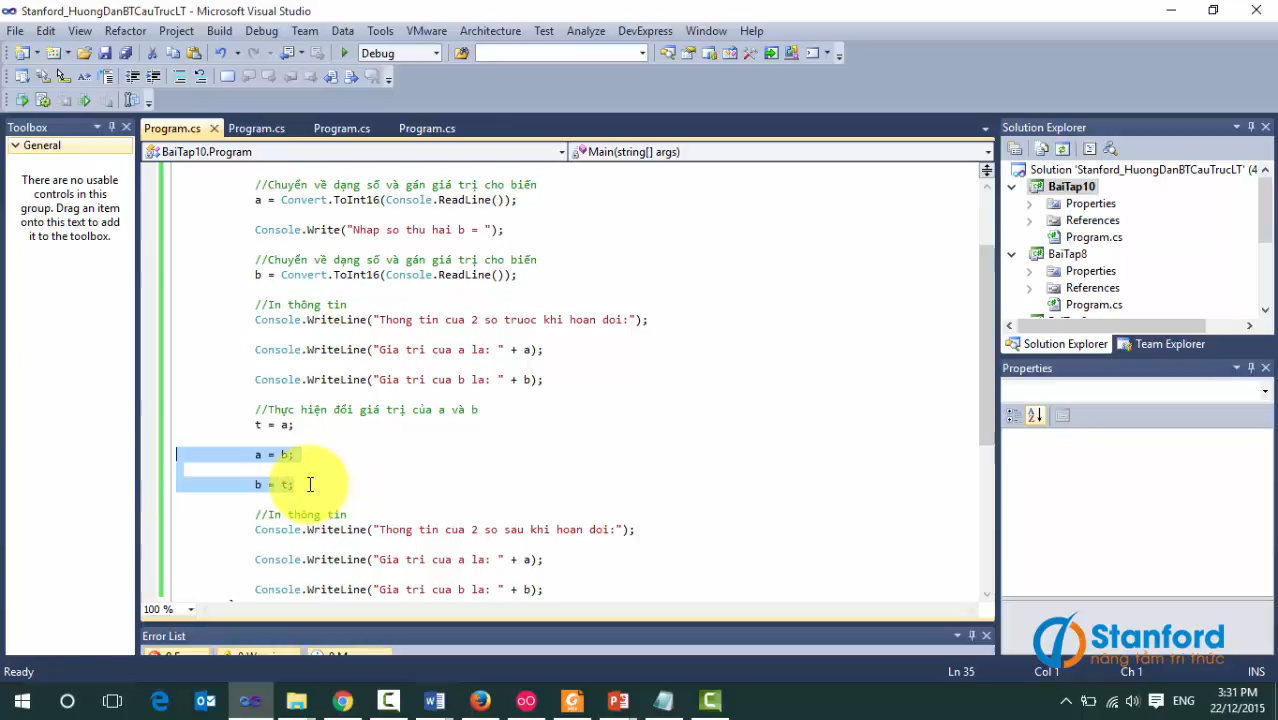 Stanford_HuongDanBTCauTrucLT - Microsoft Visual Studio
File Edit View Refactor Project Build Debug Team Data Tools VMware Architecture Test Analyze DevExpress Window Help
Debug
Toolbox
General
There are no usable
controls in this
group. Drag an item
onto this text to add
it to the toolbox.
Program.cs Program.cs Program.cs Program.cs
BaiTap10.Program Main(string[] args)
//Chuyển về dạng số và gán giá trị cho biến
a = Convert.ToInt16(Console.ReadLine());
Console.Write("Nhap so thu hai b = ");
//Chuyển về dạng số và gán giá trị cho biến
b = Convert.ToInt16(Console.ReadLine());
//In thông tin
Console.WriteLine("Thong tin cua 2 so truoc khi hoan doi:");
Console.WriteLine("Gia tri cua a la: " + a);
Console.WriteLine("Gia tri cua b la: " + b);
//Thực hiện đổi giá trị của a và b
t = a;
a = b;
b = t;
//In thông tin
Console.WriteLine("Thong tin cua 2 so sau khi hoan doi:");
Console.WriteLine("Gia tri cua a la: " + a);
Console.WriteLine("Gia tri cua b la: " + b);
100 %
Error List
Solution Explorer
Solution 'Stanford_HuongDanBTCauTrucLT' (4
BaiTap10
Properties
References
Program.cs
BaiTap8
Properties
References
Program.cs
Solution Explorer Team Explorer
Properties
Stanford
nâng tầm tri thức
Ready Ln 35 Col 1 Ch 1 INS
ENG
3:31 PM
22/12/2015